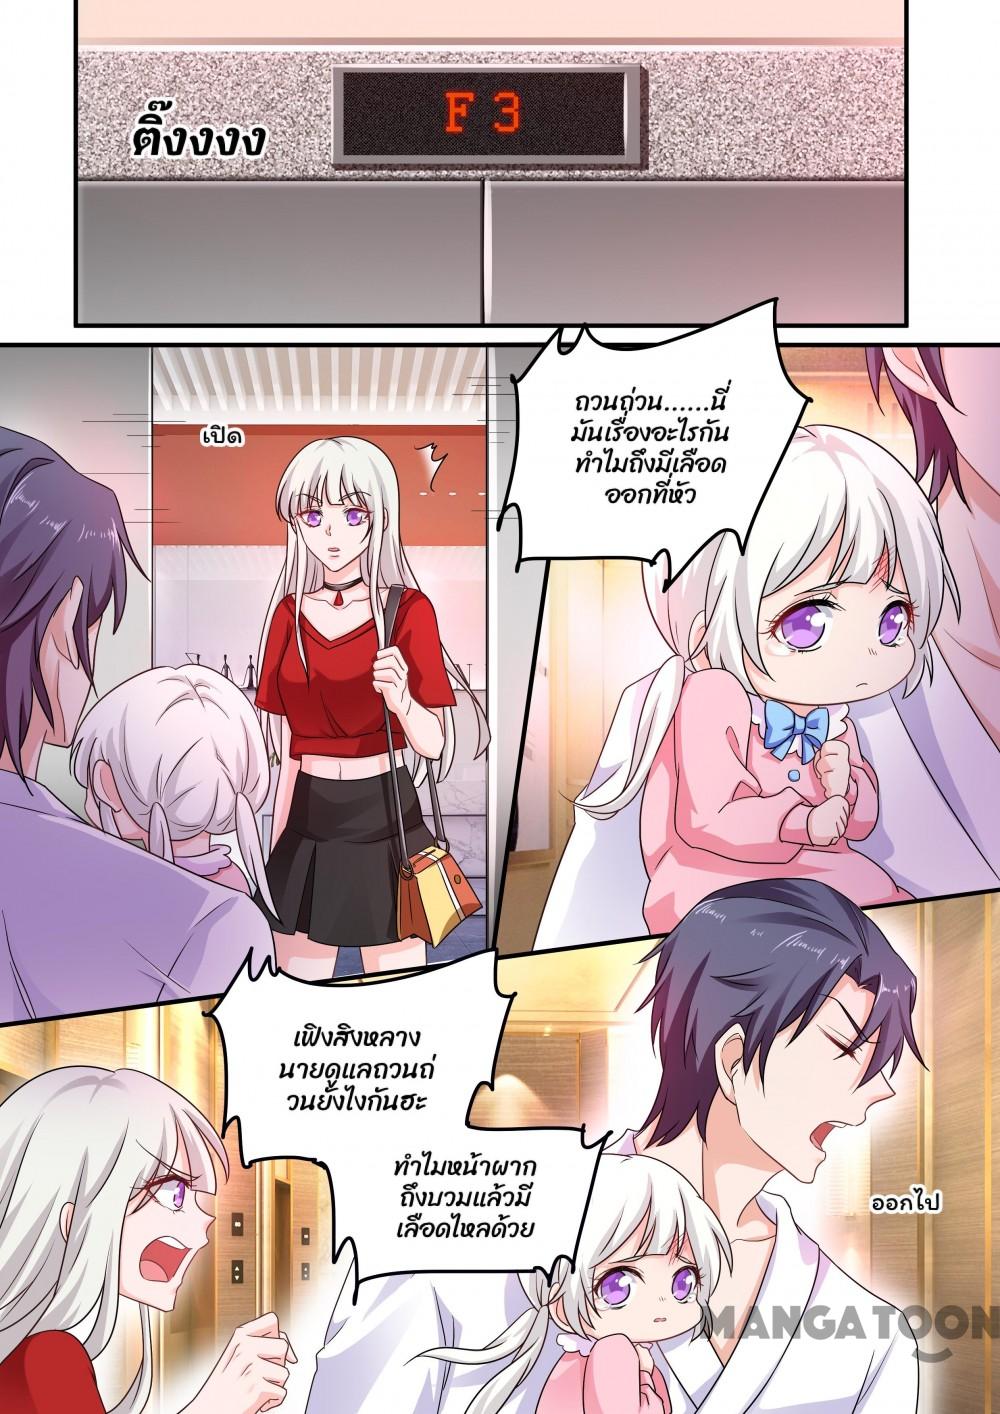 F 3
ติ๊งงงง
เปิด
ถวนถ่วน......นี่
มันเรื่องอะไรกัน
ทำไมถึงมีเลือด
ออกที่หัว
เฟิงสิงหลาง
นายดูแลถวนถ่
วนยังไงกันฮะ
ทำไมหน้าผาก
ถึงบวมแล้วมี
เลือดไหลด้วย
ออกไป
MANGATOON